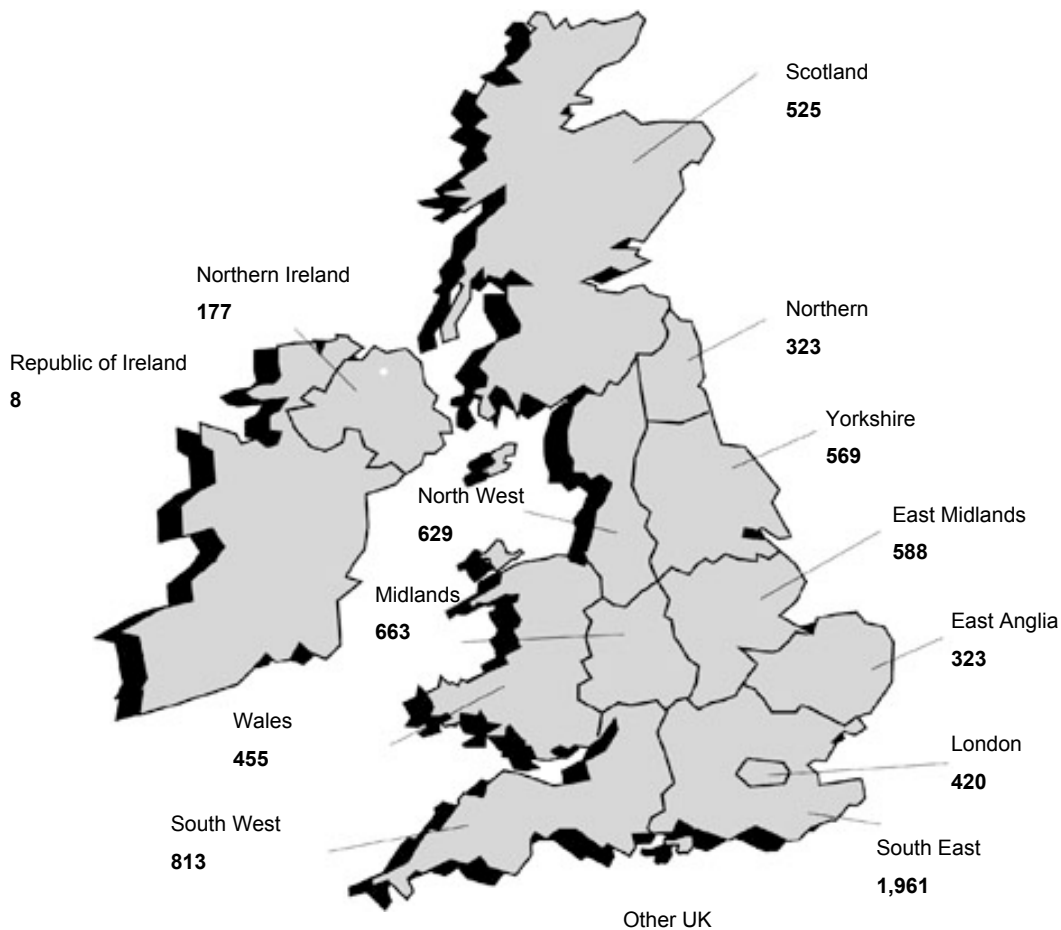 Scotland
525
Northern Ireland
177
Northern
323
Republic of Ireland
8
Yorkshire
569
North West
629
East Midlands
588
Midlands
663
East Anglia
323
Wales
455
London
420
South West
813
South East
1,961
Other UK